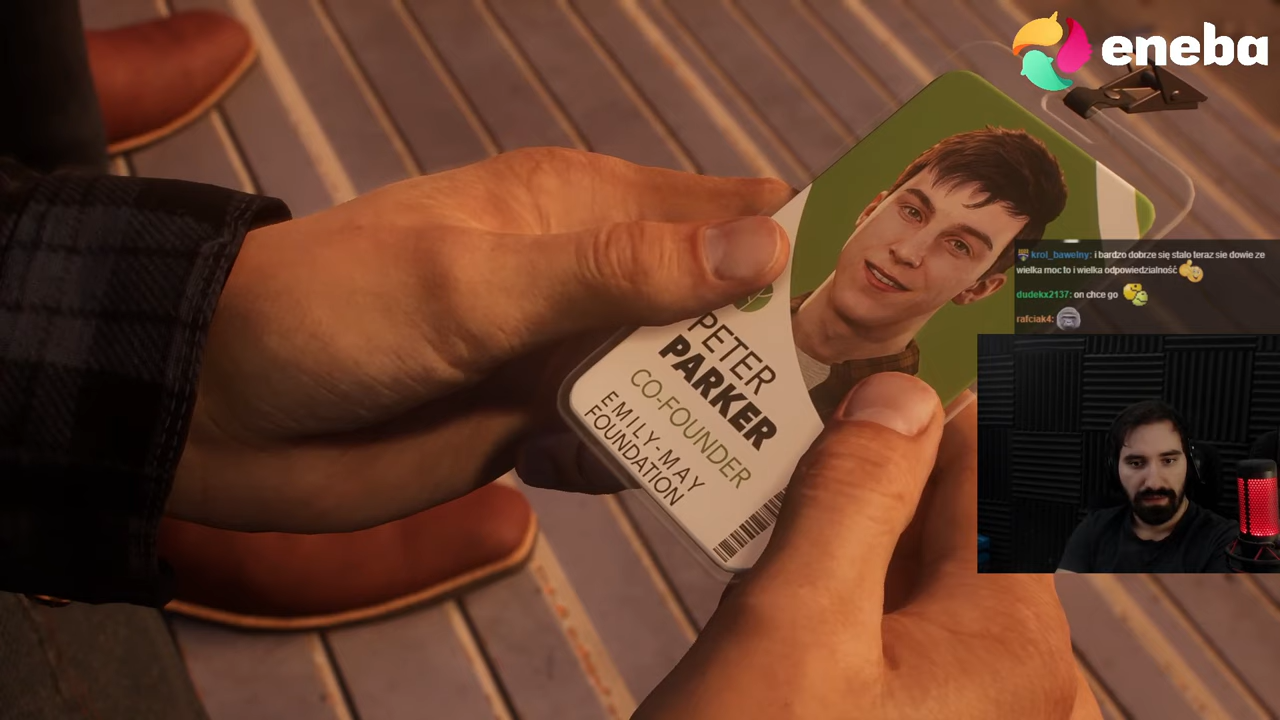 eneba
krol_bawelny: i bardzo dobrze się stało teraz sie dowie ze
wielka moc to i wielka odpowiedzialność
dudekx2137: on chce go
rafciak4:
PETER
PARKER
CO-FOUNDER
EMILY-MAY
FOUNDATION